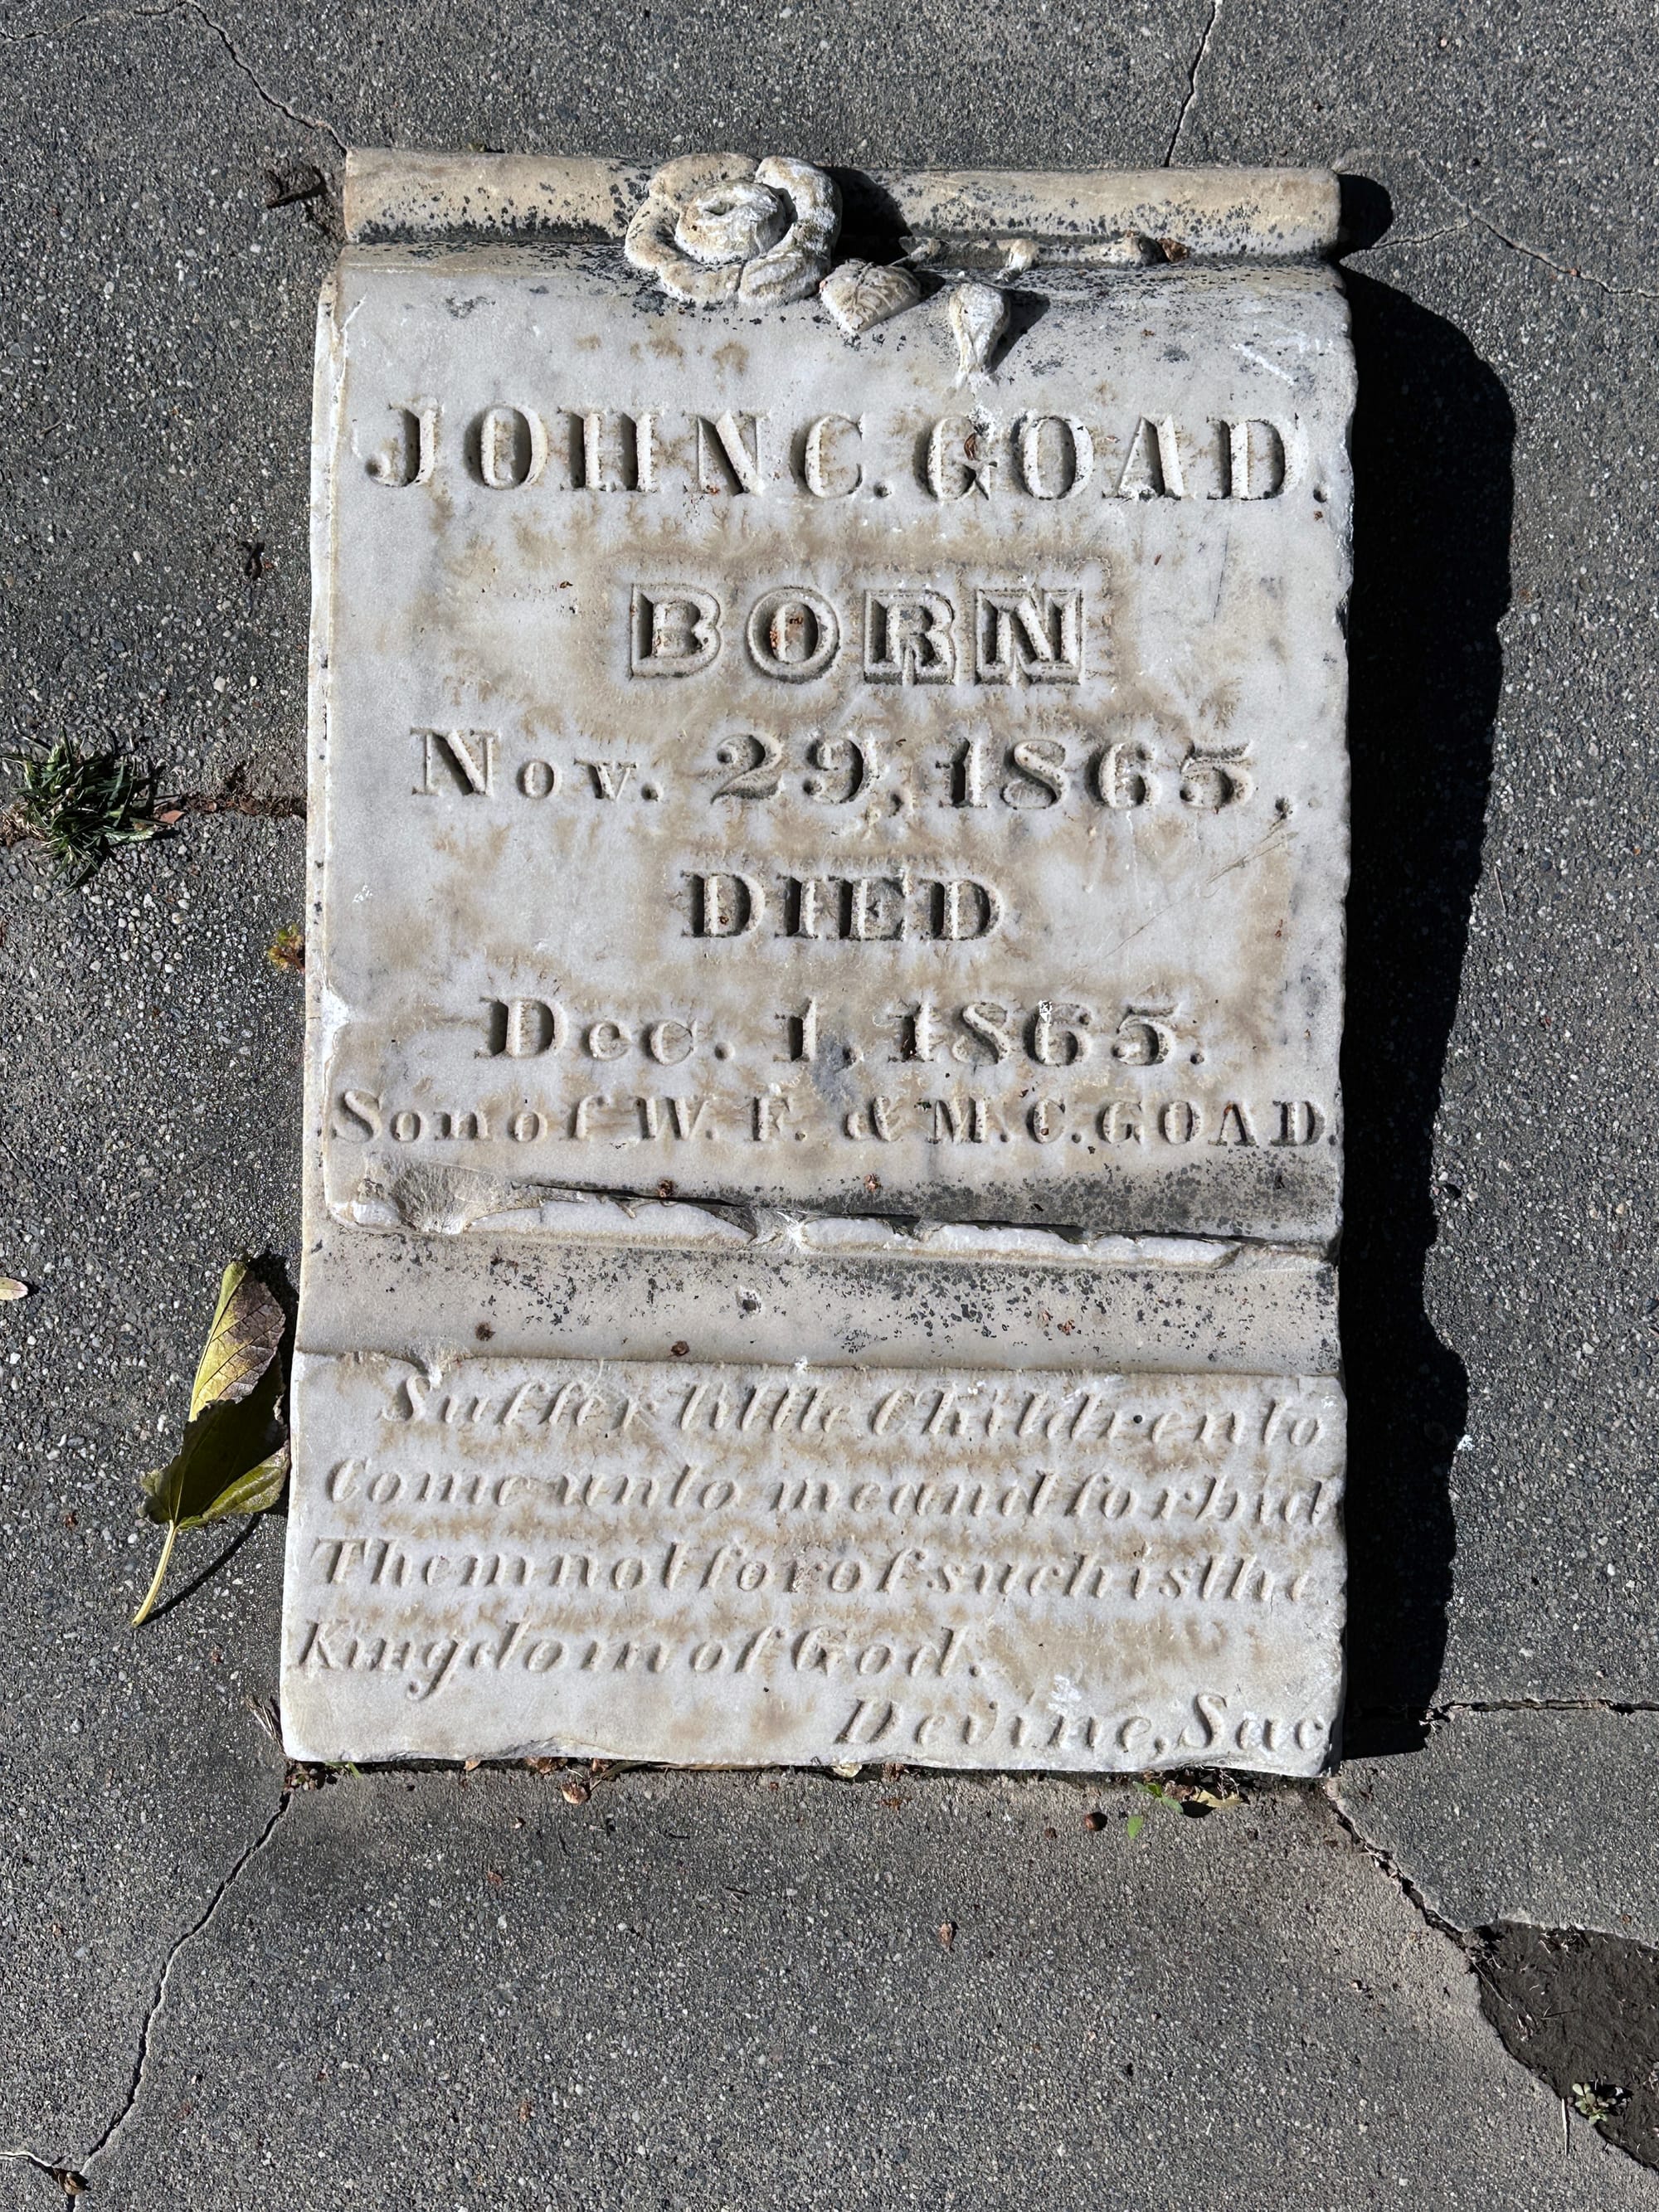 JOHN C. GOAD.
BORN
Nov. 29, 1865,
DIED
Dec. 1, 1865.
Son of W. F. & M. C. GOAD.
Suffer little Children to
Come unto me and forbid
Them not for of such is the
Kingdom of God.
Devine, Sac